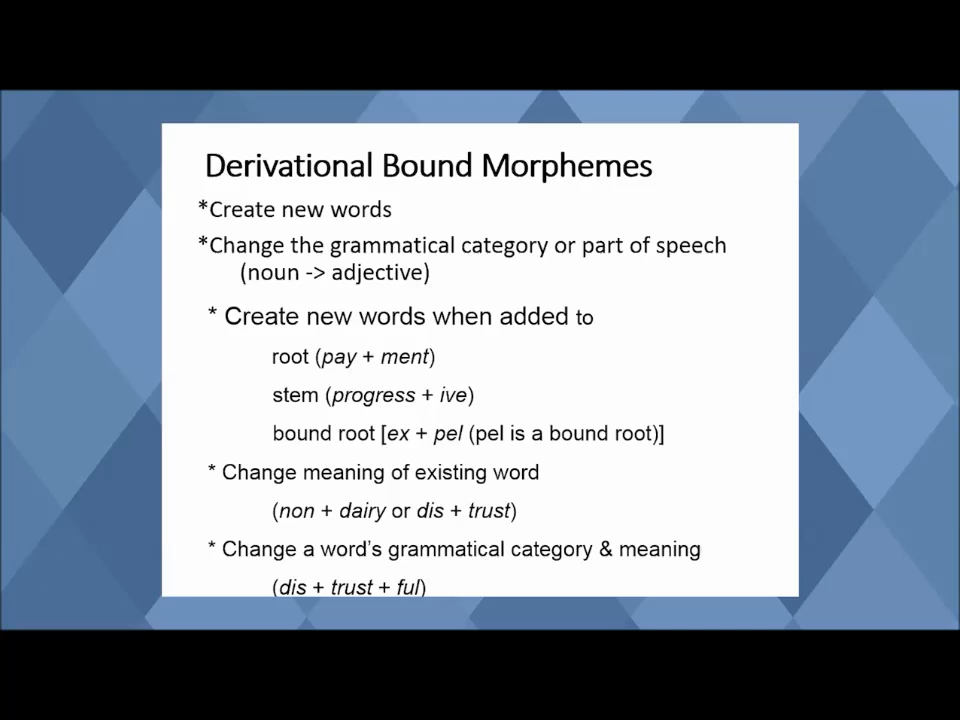 Derivational Bound Morphemes
*Create new words
*Change the grammatical category or part of speech
(noun -> adjective)
* Create new words when added to
root (pay + ment)
stem (progress + ive)
bound root [ex + pel (pel is a bound root)]
* Change meaning of existing word
(non + dairy or dis + trust)
* Change a word's grammatical category & meaning
(dis + trust + ful)